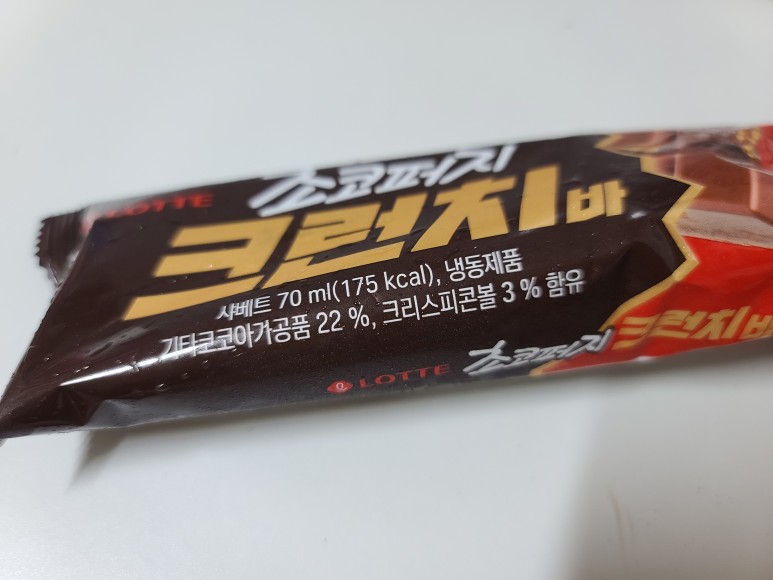 LOTTE
초코퍼지
크런치바
샤베트 70 ml(175 kcal), 냉동제품
기타코코아가공품 22 %, 크리스피콘볼 3 % 함유
LOTTE 초코퍼지 크런치바